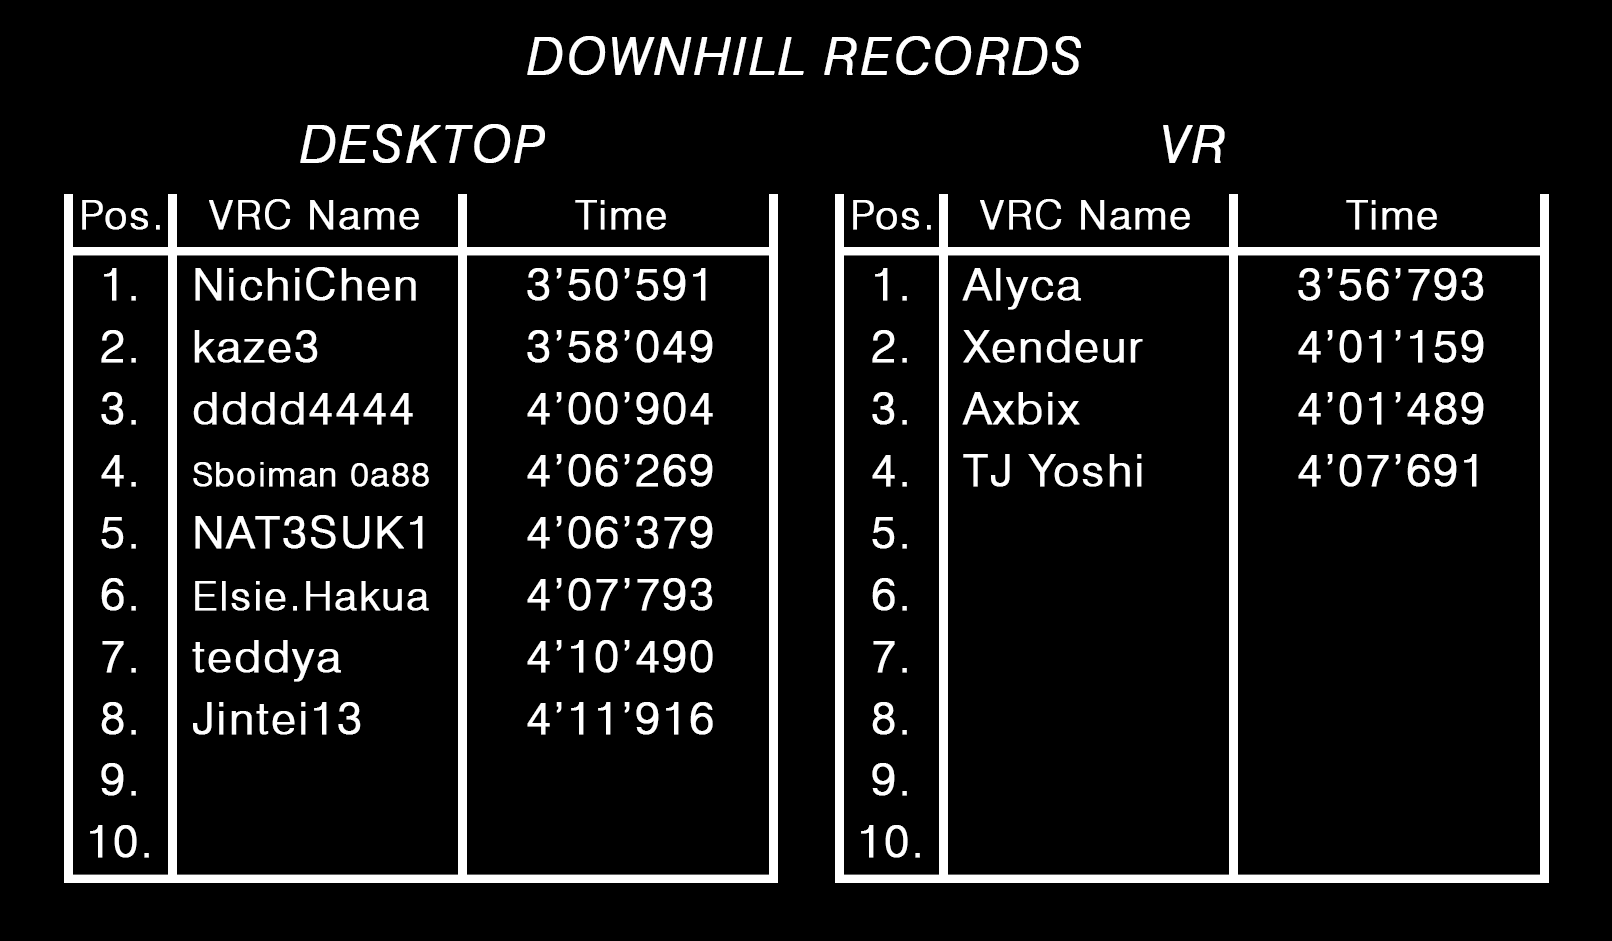 DOWNHILL RECORDS
DESKTOP
Pos. VRC Name Time
1. NichiChen 3’50’591
2. kaze3 3’58’049
3. dddd4444 4’00’904
4. Sboiman 0a88 4’06’269
5. NAT3SUK1 4’06’379
6. Elsie.Hakua 4’07’793
7. teddya 4’10’490
8. Jintei13 4’11’916
9.
10.
VR
Pos. VRC Name Time
1. Alyca 3’56’793
2. Xendeur 4’01’159
3. Axbix 4’01’489
4. TJ Yoshi 4’07’691
5.
6.
7.
8.
9.
10.